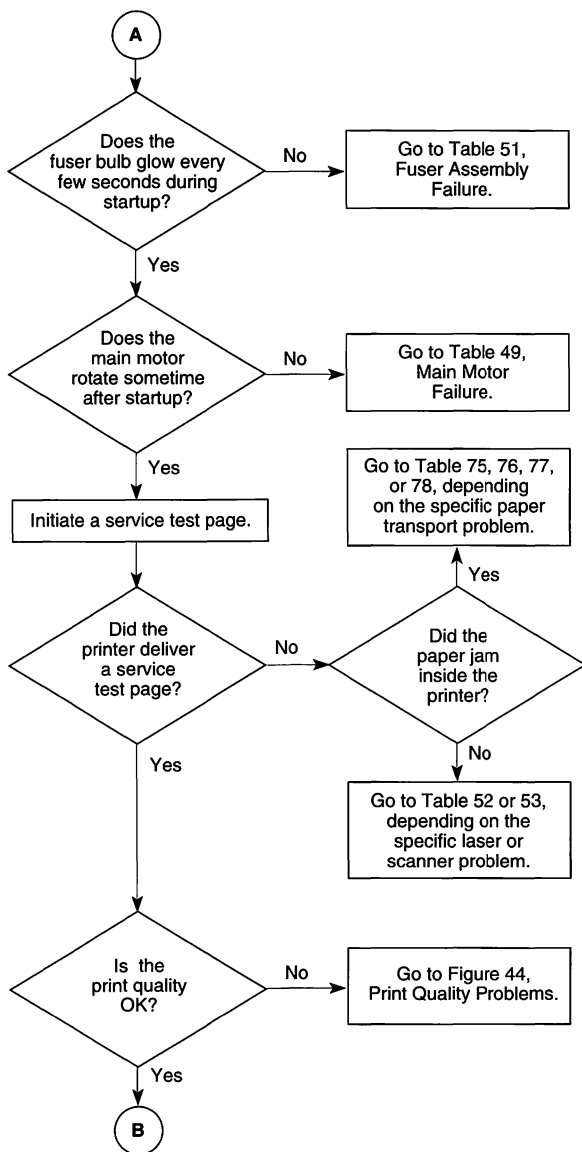 A
Does the
fuser bulb glow every
few seconds during
startup?
No
Go to Table 51,
Fuser Assembly
Failure.
Yes
Does the
main motor
rotate sometime
after startup?
No
Go to Table 49,
Main Motor
Failure.
Yes
Initiate a service test page.
Go to Table 75, 76, 77,
or 78, depending
on the specific paper
transport problem.
Yes
Did the
printer deliver
a service
test page?
No
Did the
paper jam
inside the
printer?
Yes
No
Go to Table 52 or 53,
depending on the
specific laser or
scanner problem.
Is the
print quality
OK?
No
Go to Figure 44,
Print Quality Problems.
Yes
B